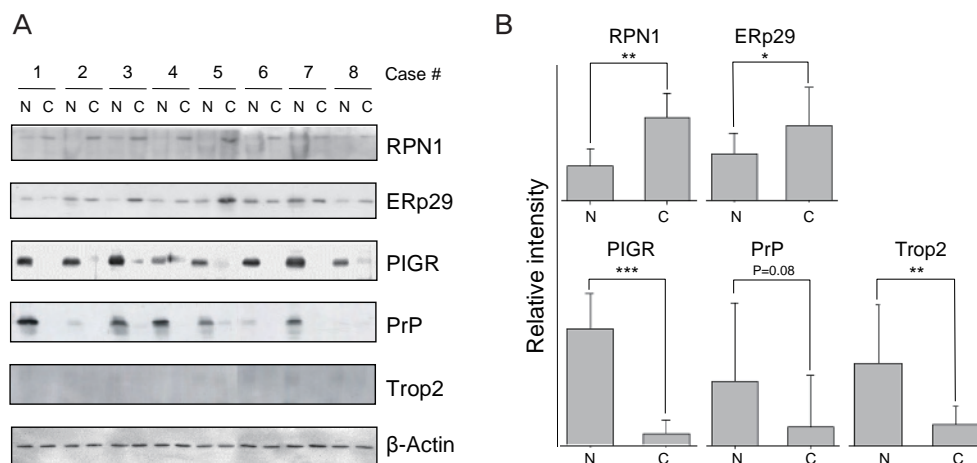 A
1 2 3 4 5 6 7 8 Case #
N C N C N C N C N C N C N C N C
RPN1
ERp29
PIGR
PrP
Trop2
β-Actin
B
Relative intensity
RPN1 ERp29
** *
N C N C
PIGR PrP Trop2
*** P=0.08 **
N C N C N C